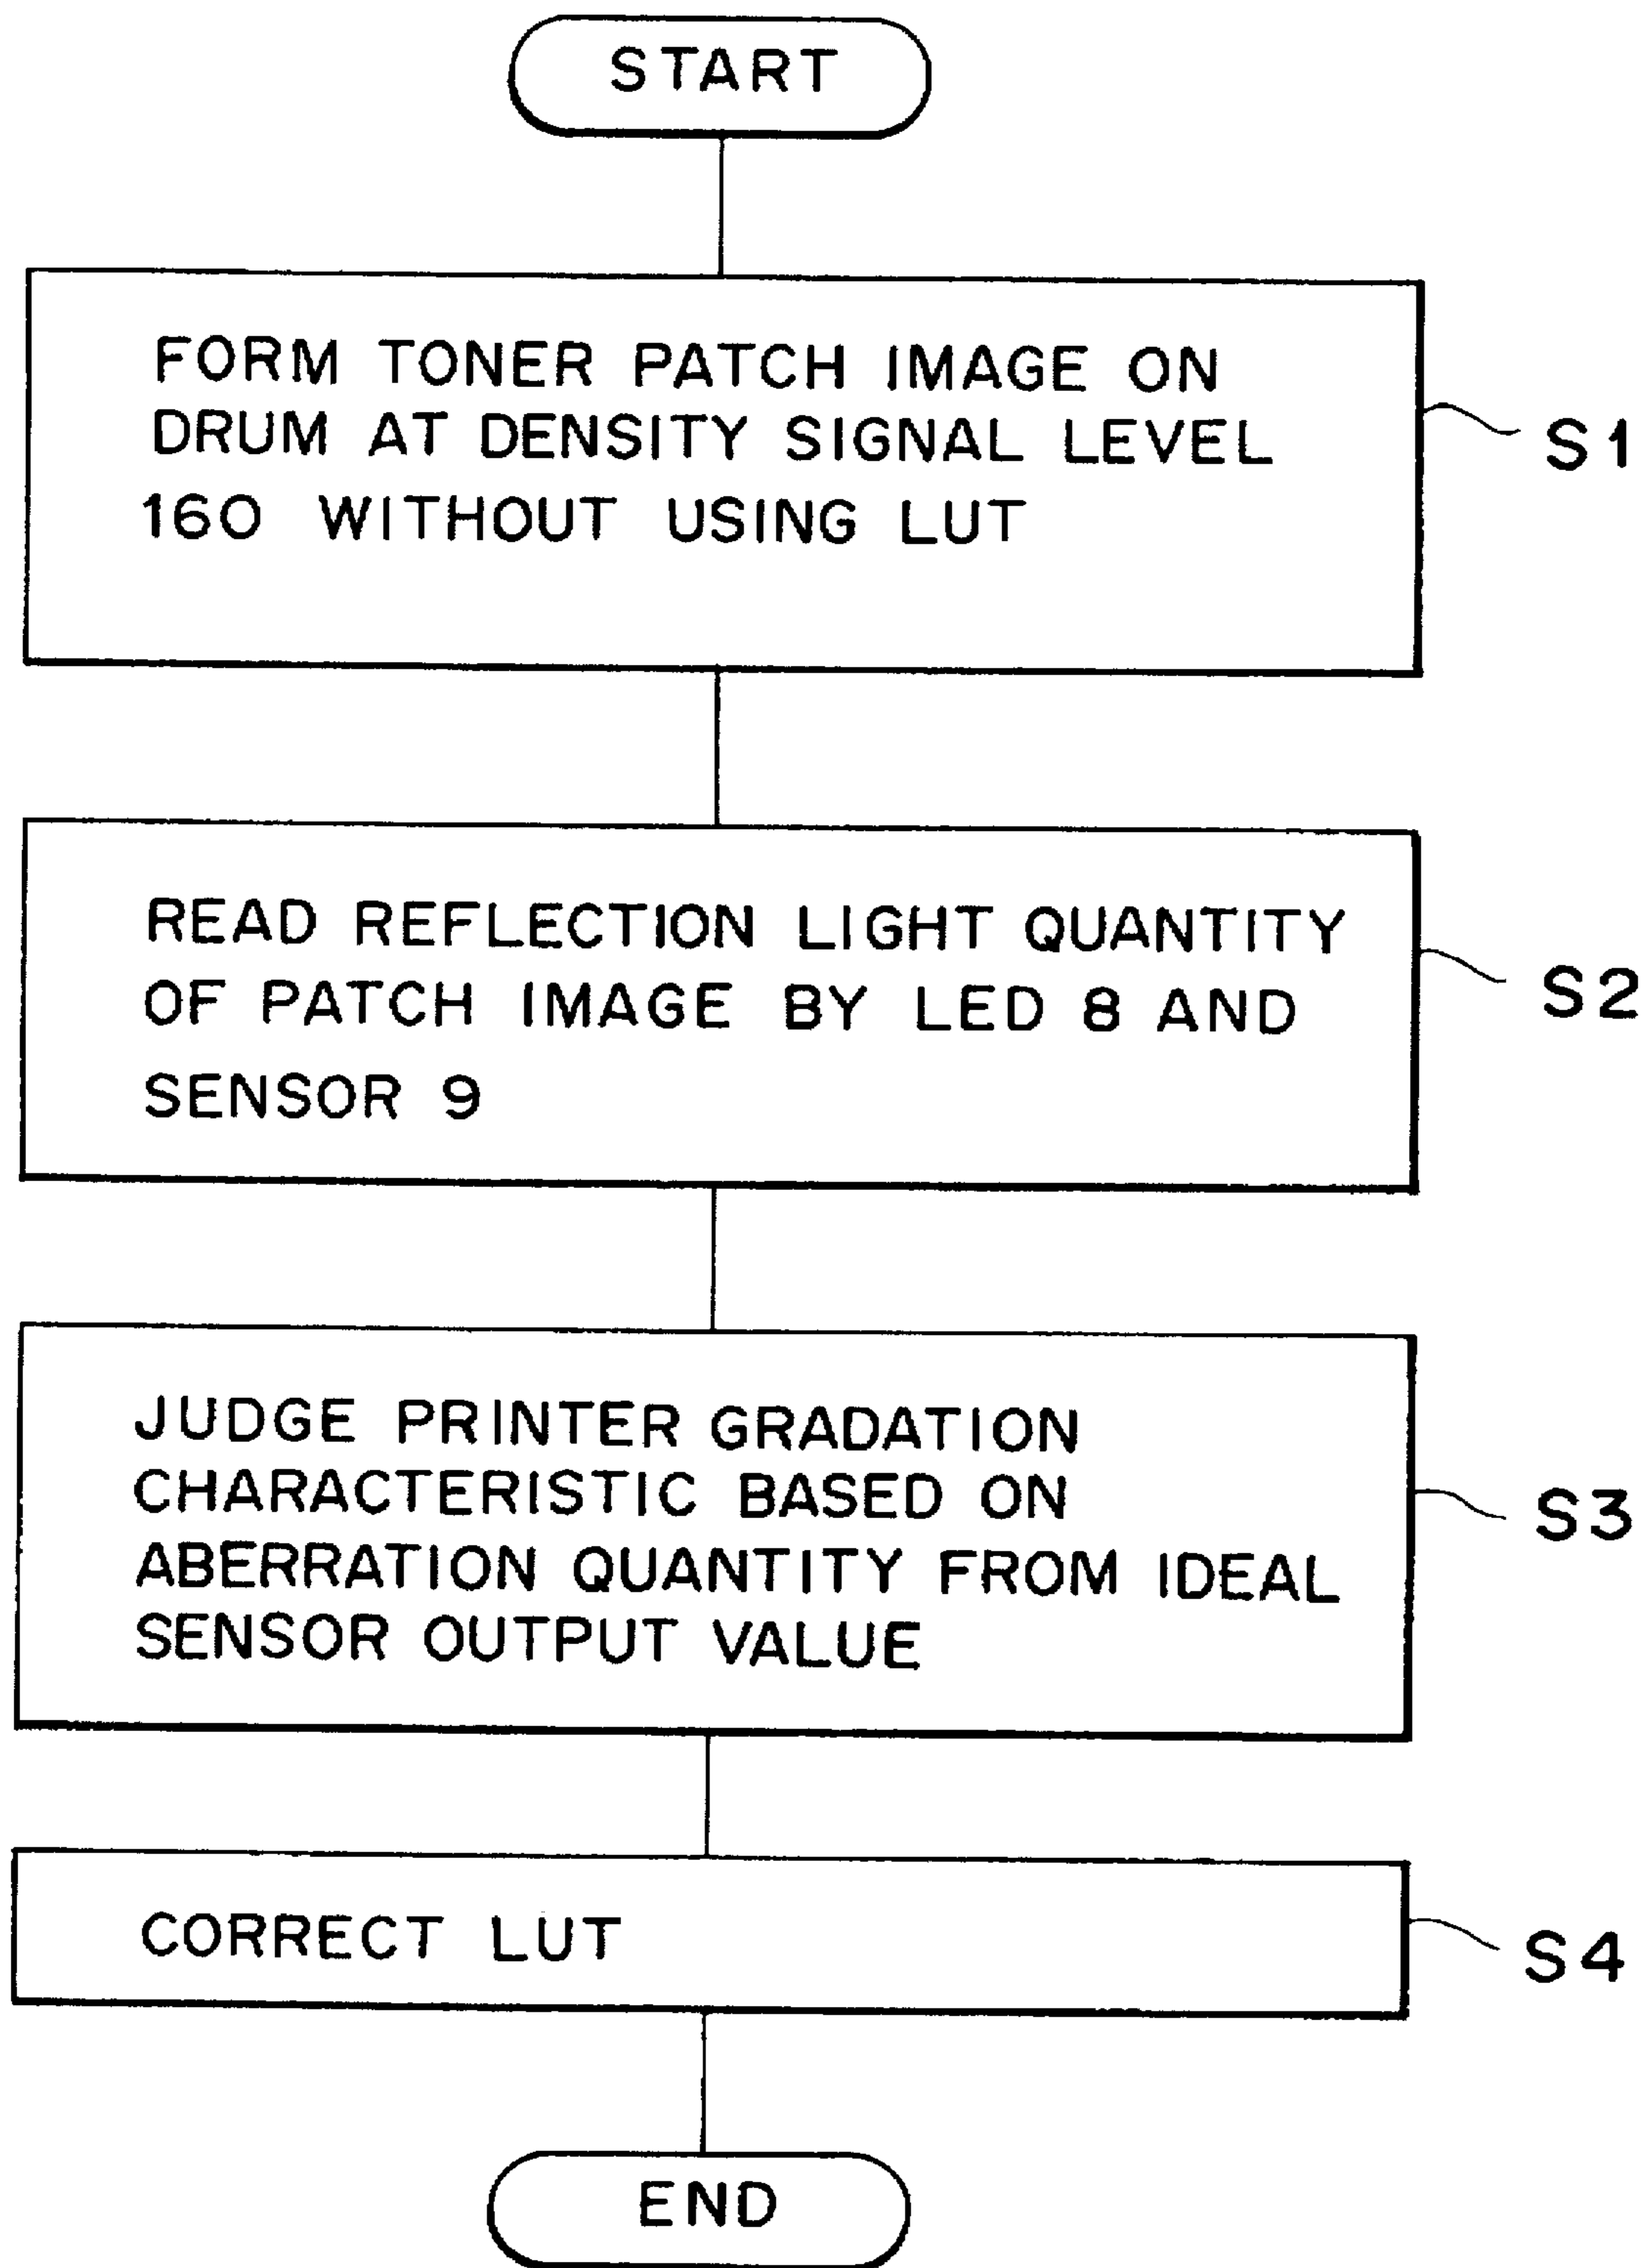 START
FORM TONER PATCH IMAGE ON
DRUM AT DENSITY SIGNAL LEVEL
160 WITHOUT USING LUT
S1
READ REFLECTION LIGHT QUANTITY
OF PATCH IMAGE BY LED 8 AND
SENSOR 9
S2
JUDGE PRINTER GRADATION
CHARACTERISTIC BASED ON
ABERRATION QUANTITY FROM IDEAL
SENSOR OUTPUT VALUE
S3
CORRECT LUT
S4
END